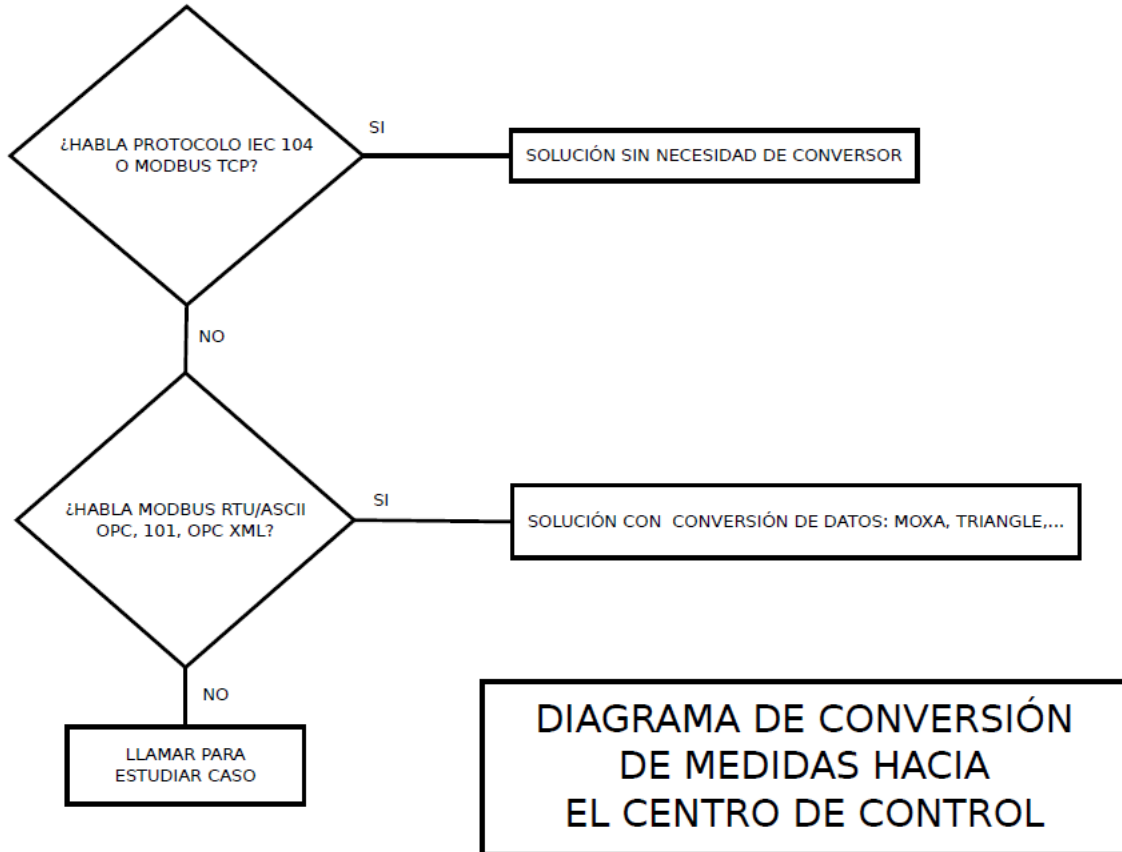 ¿HABLA PROTOCOLO IEC 104
O MODBUS TCP?
SI
SOLUCIÓN SIN NECESIDAD DE CONVERSOR
NO
¿HABLA MODBUS RTU/ASCII
OPC, 101, OPC XML?
SI
SOLUCIÓN CON CONVERSIÓN DE DATOS: MOXA, TRIANGLE,...
NO
LLAMAR PARA
ESTUDIAR CASO
DIAGRAMA DE CONVERSIÓN
DE MEDIDAS HACIA
EL CENTRO DE CONTROL